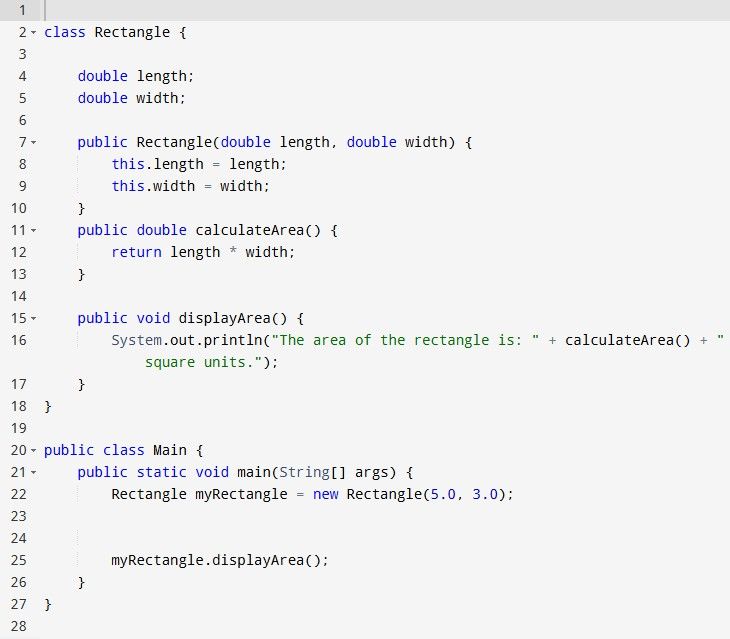 1
2 class Rectangle {
3
4     double length;
5     double width;
6
7     public Rectangle(double length, double width) {
8         this.length = length;
9         this.width = width;
10     }
11     public double calculateArea() {
12         return length * width;
13     }
14
15     public void displayArea() {
16         System.out.println("The area of the rectangle is: " + calculateArea() + "
            square units.");
17     }
18 }
19
20 public class Main {
21     public static void main(String[] args) {
22         Rectangle myRectangle = new Rectangle(5.0, 3.0);
23
24
25         myRectangle.displayArea();
26     }
27 }
28